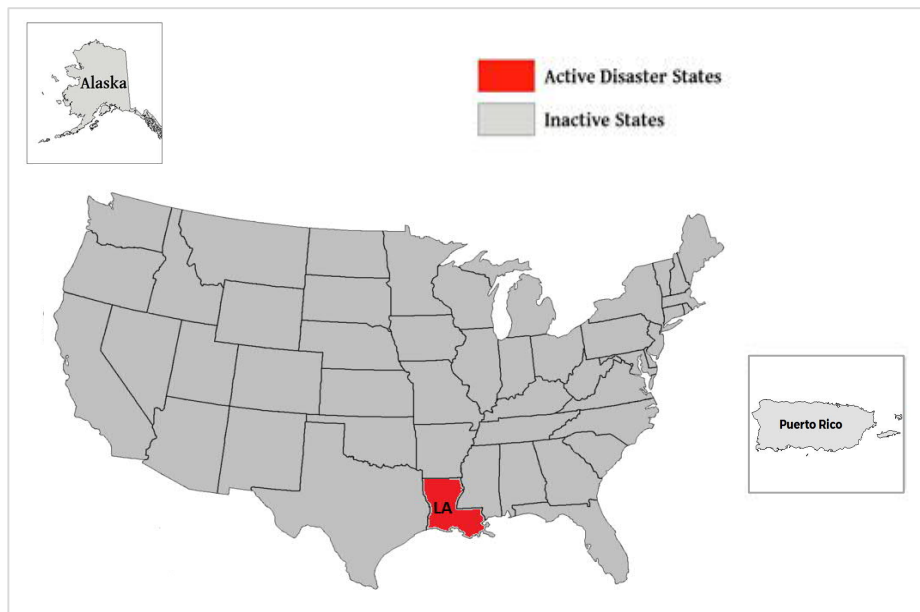 Alaska
Active Disaster States
Inactive States
Puerto Rico
LA